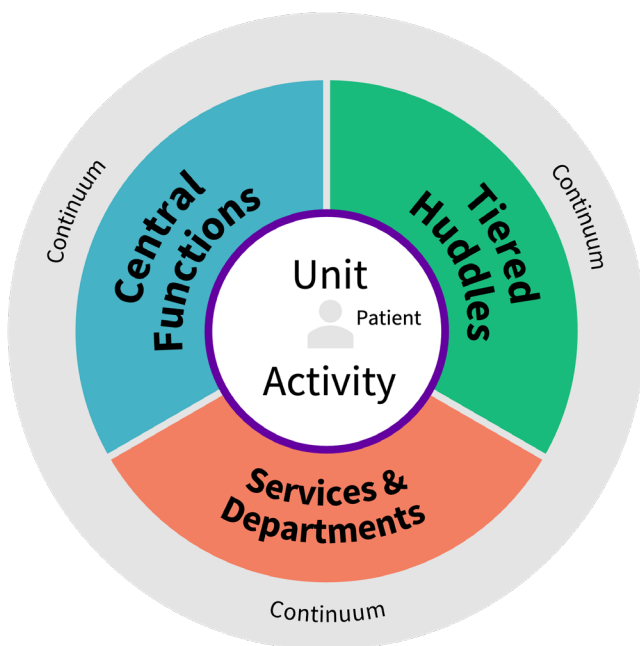 Continuum
Central
Functions
Tiered
Huddles
Continuum
Unit
Patient
Activity
Services &
Departments
Continuum